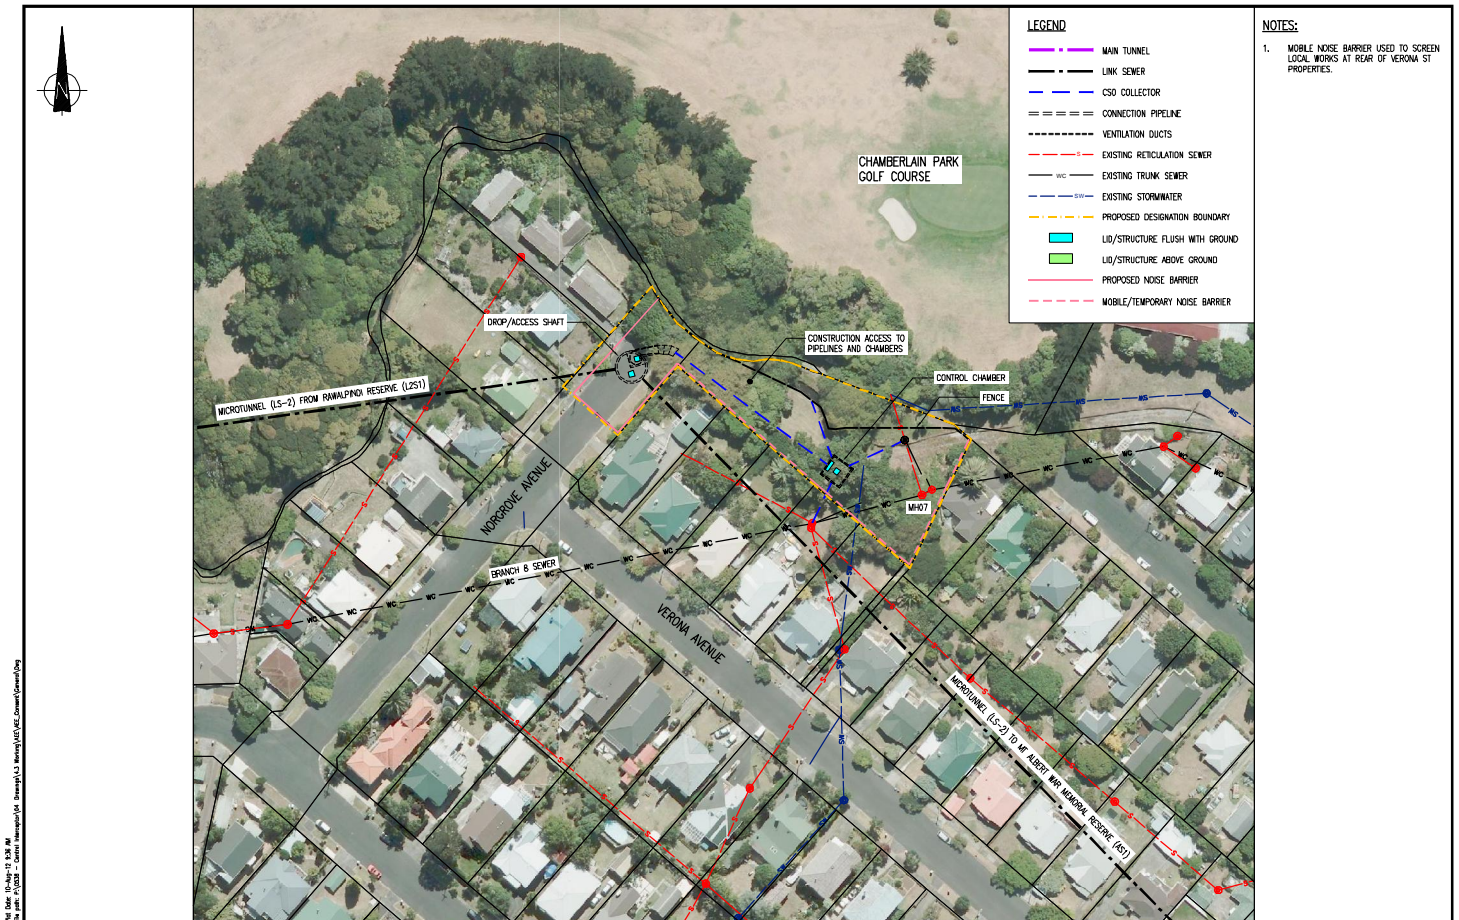 N
LEGEND
MAIN TUNNEL
LINK SEWER
CSO COLLECTOR
CONNECTION PIPELINE
VENTILATION DUCTS
S EXISTING RETICULATION SEWER
WC EXISTING TRUNK SEWER
SW EXISTING STORMWATER
PROPOSED DESIGNATION BOUNDARY
LID/STRUCTURE FLUSH WITH GROUND
LID/STRUCTURE ABOVE GROUND
PROPOSED NOISE BARRIER
MOBILE/TEMPORARY NOISE BARRIER
NOTES:
1. MOBILE NOISE BARRIER USED TO SCREEN
LOCAL WORKS AT REAR OF VERONA ST
PROPERTIES.
CHAMBERLAIN PARK
GOLF COURSE
DROP/ACCESS SHAFT
CONSTRUCTION ACCESS TO
PIPELINES AND CHAMBERS
CONTROL CHAMBER
FENCE
MICROTUNNEL (LS-2) FROM RAWALPINDI RESERVE (L2S1)
MH07
NORGROVE AVENUE
BRANCH 8 SEWER
VERONA AVENUE
MICROTUNNEL (LS-2) TO MT ALBERT WAR MEMORIAL RESERVE (AS1)